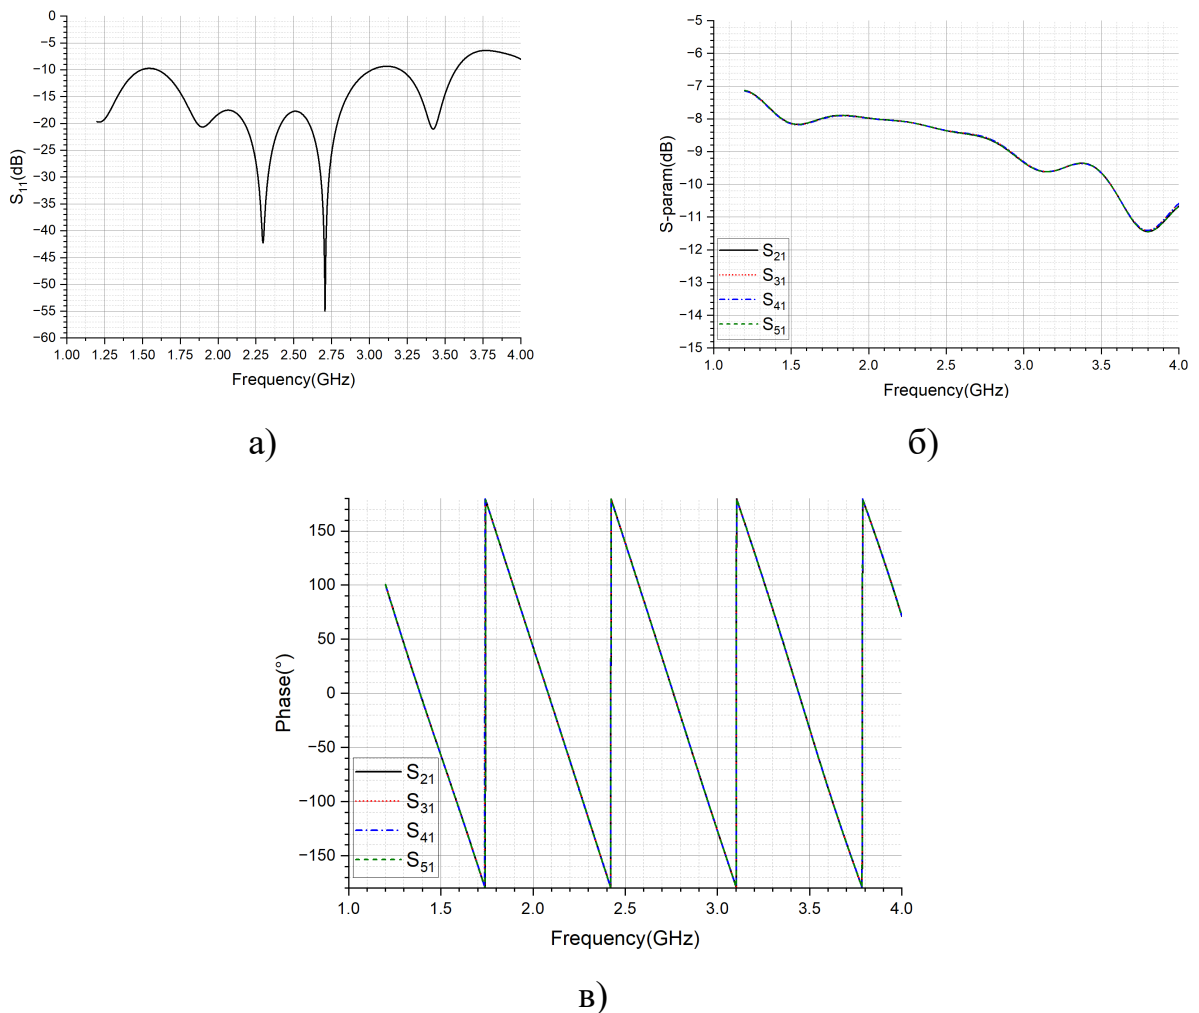 0
−5
−10
−15
−20
−25
−30
−35
−40
−45
−50
−55
−60
S11(dB)
1.00 1.25 1.50 1.75 2.00 2.25 2.50 2.75 3.00 3.25 3.50 3.75 4.00
Frequency(GHz)
а)
−5
−6
−7
−8
−9
−10
−11
−12
−13
−14
−15
S-param(dB)
S21
S31
S41
S51
1.0 1.5 2.0 2.5 3.0 3.5 4.0
Frequency(GHz)
б)
150
100
50
0
−50
−100
−150
Phase(°)
S21
S31
S41
S51
1.0 1.5 2.0 2.5 3.0 3.5 4.0
Frequency(GHz)
в)